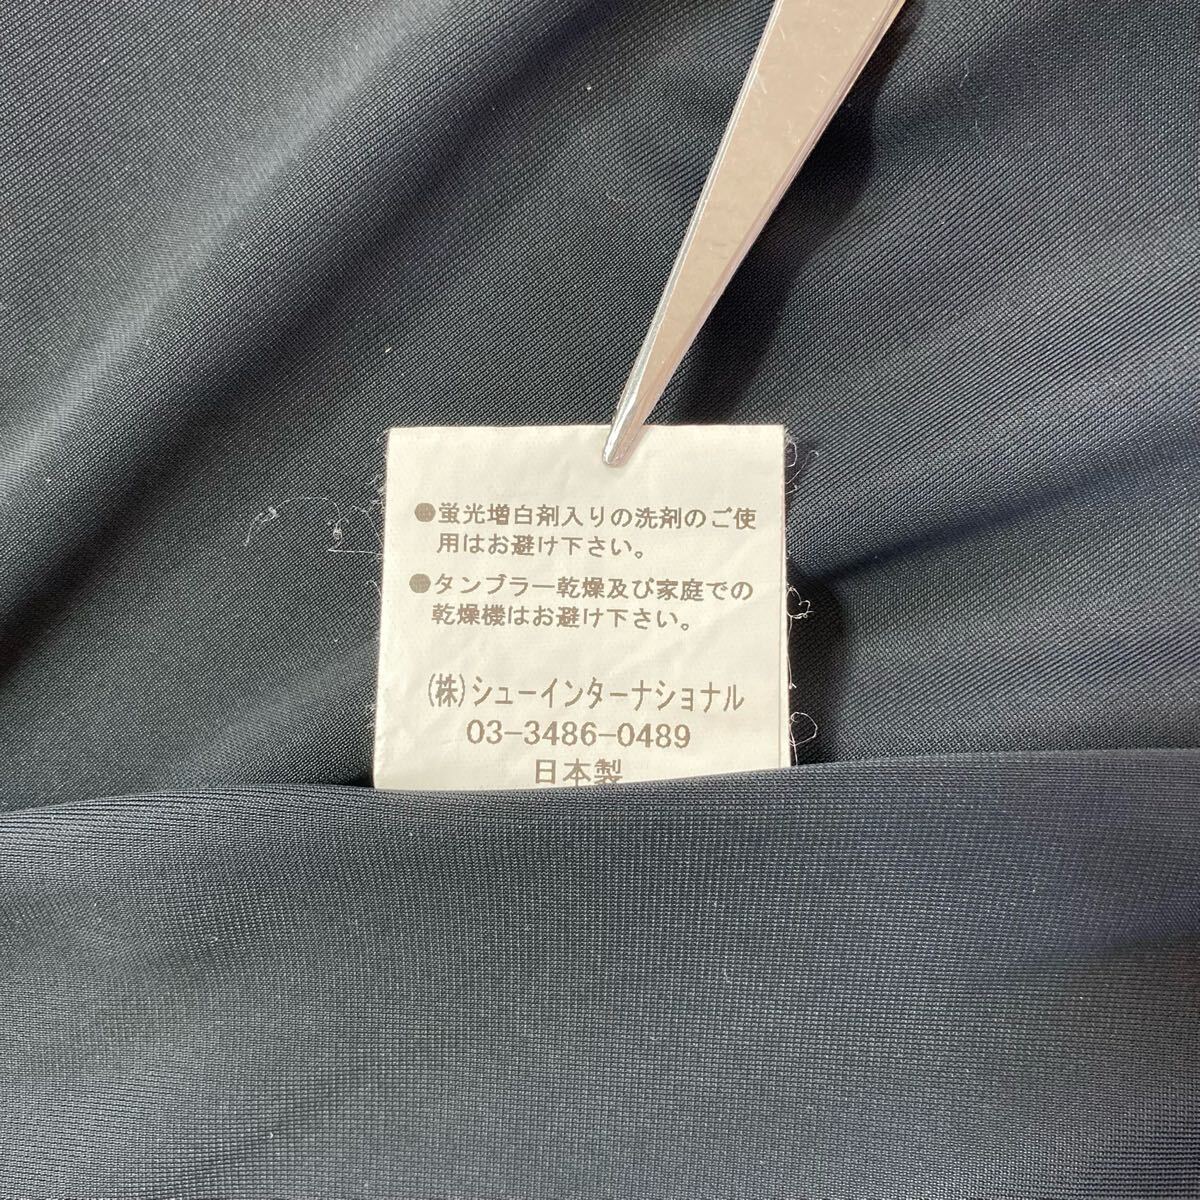 ●蛍光増白剤入りの洗剤のご使
用はお避け下さい。
●タンブラー乾燥及び家庭での
乾燥機はお避け下さい。
(株)シューインターナショナル
03-3486-0489
日本製